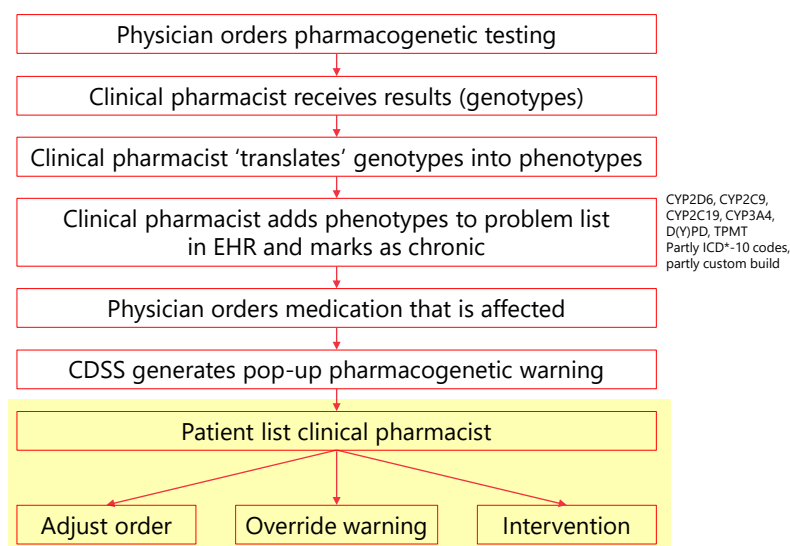 Physician orders pharmacogenetic testing
Clinical pharmacist receives results (genotypes)
Clinical pharmacist ‘translates’ genotypes into phenotypes
Clinical pharmacist adds phenotypes to problem list
in EHR and marks as chronic
CYP2D6, CYP2C9,
CYP2C19, CYP3A4,
D(Y)PD, TPMT
Partly ICD*-10 codes,
partly custom build
Physician orders medication that is affected
CDSS generates pop-up pharmacogenetic warning
Patient list clinical pharmacist
Adjust order
Override warning
Intervention